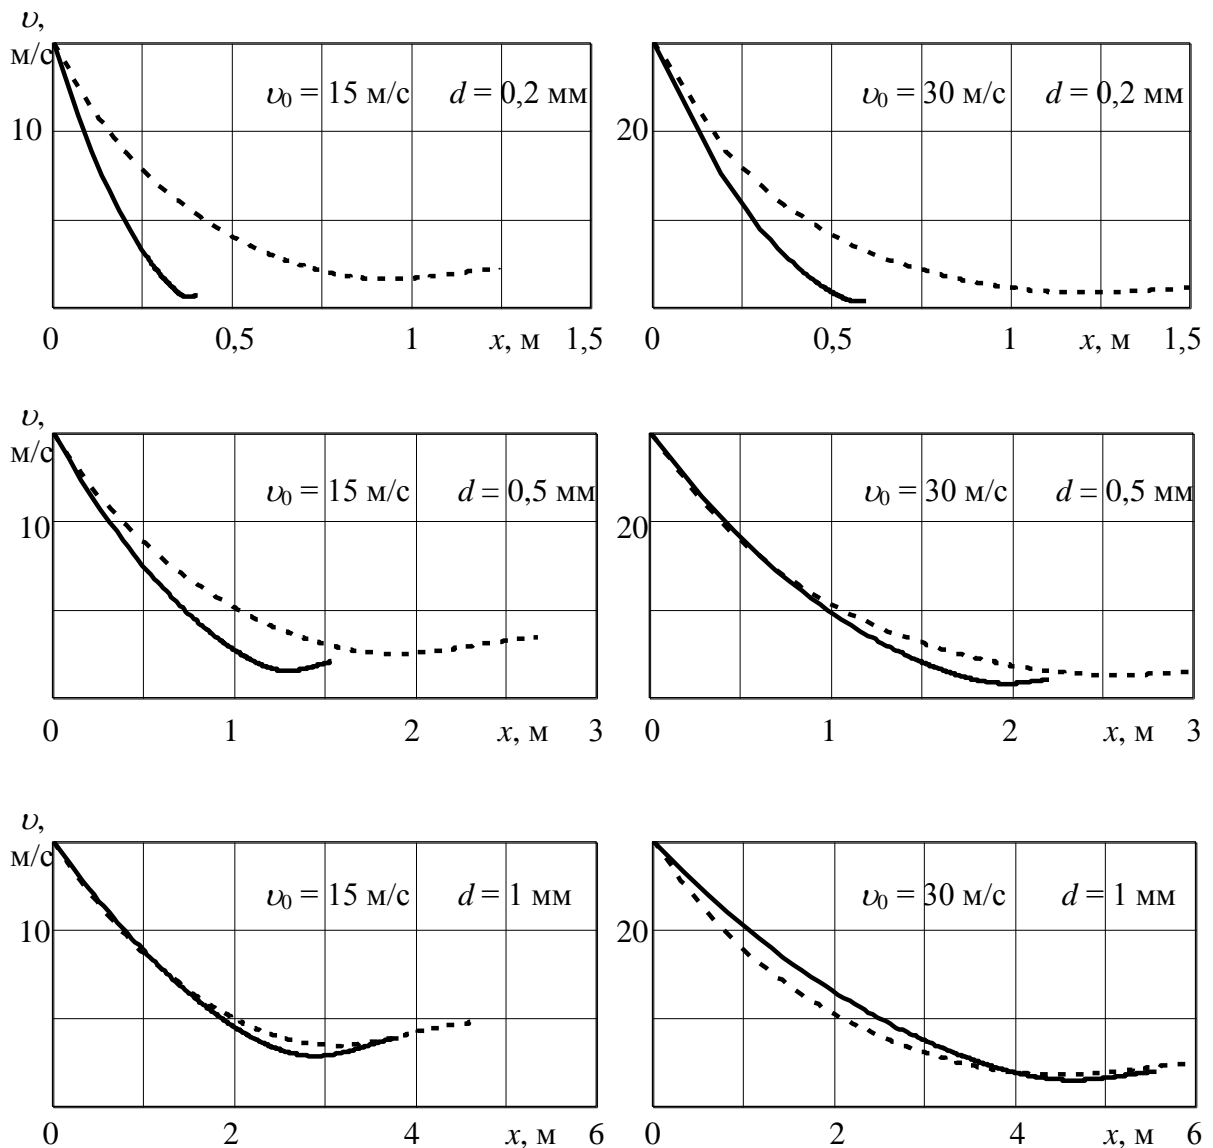 υ,
м/с
υ₀ = 15 м/с d = 0,2 мм
υ₀ = 30 м/с d = 0,2 мм
10
20
0 0,5 1 x, м 1,5
0 0,5 1 x, м 1,5
υ,
м/с
υ₀ = 15 м/с d = 0,5 мм
υ₀ = 30 м/с d = 0,5 мм
10
20
0 1 2 x, м 3
0 1 2 x, м 3
υ,
м/с
υ₀ = 15 м/с d = 1 мм
υ₀ = 30 м/с d = 1 мм
10
20
0 2 4 x, м 6
0 2 4 x, м 6